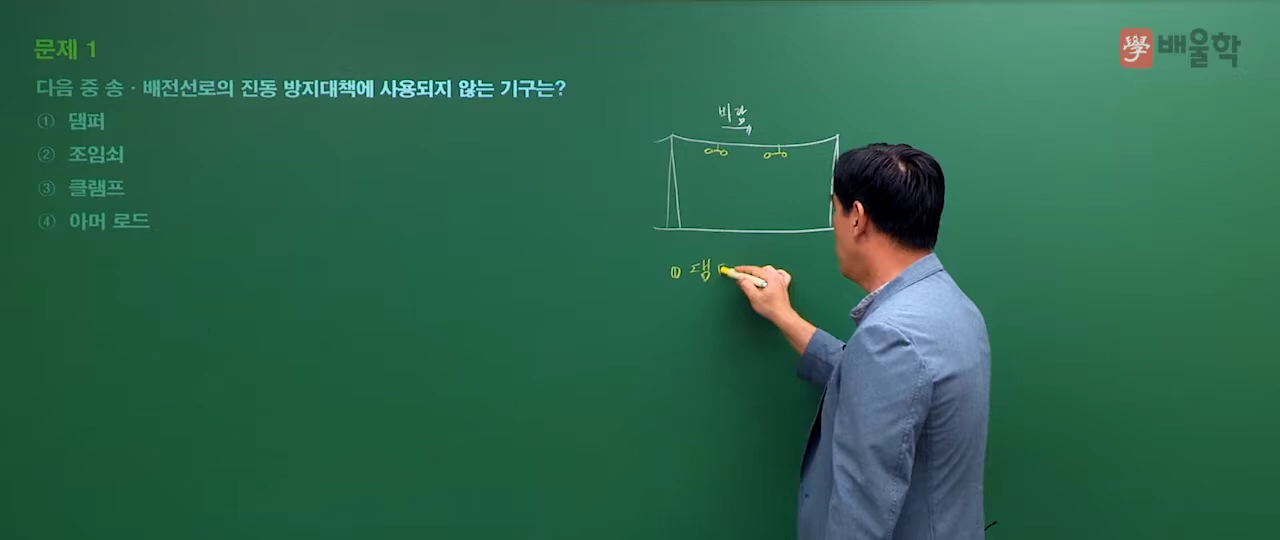 문제 1
學 배울학
다음 중 송·배전선로의 진동 방지대책에 사용되지 않는 기구는?
① 댐퍼
② 조임쇠
③ 클램프
④ 아머 로드
바람
① 댐